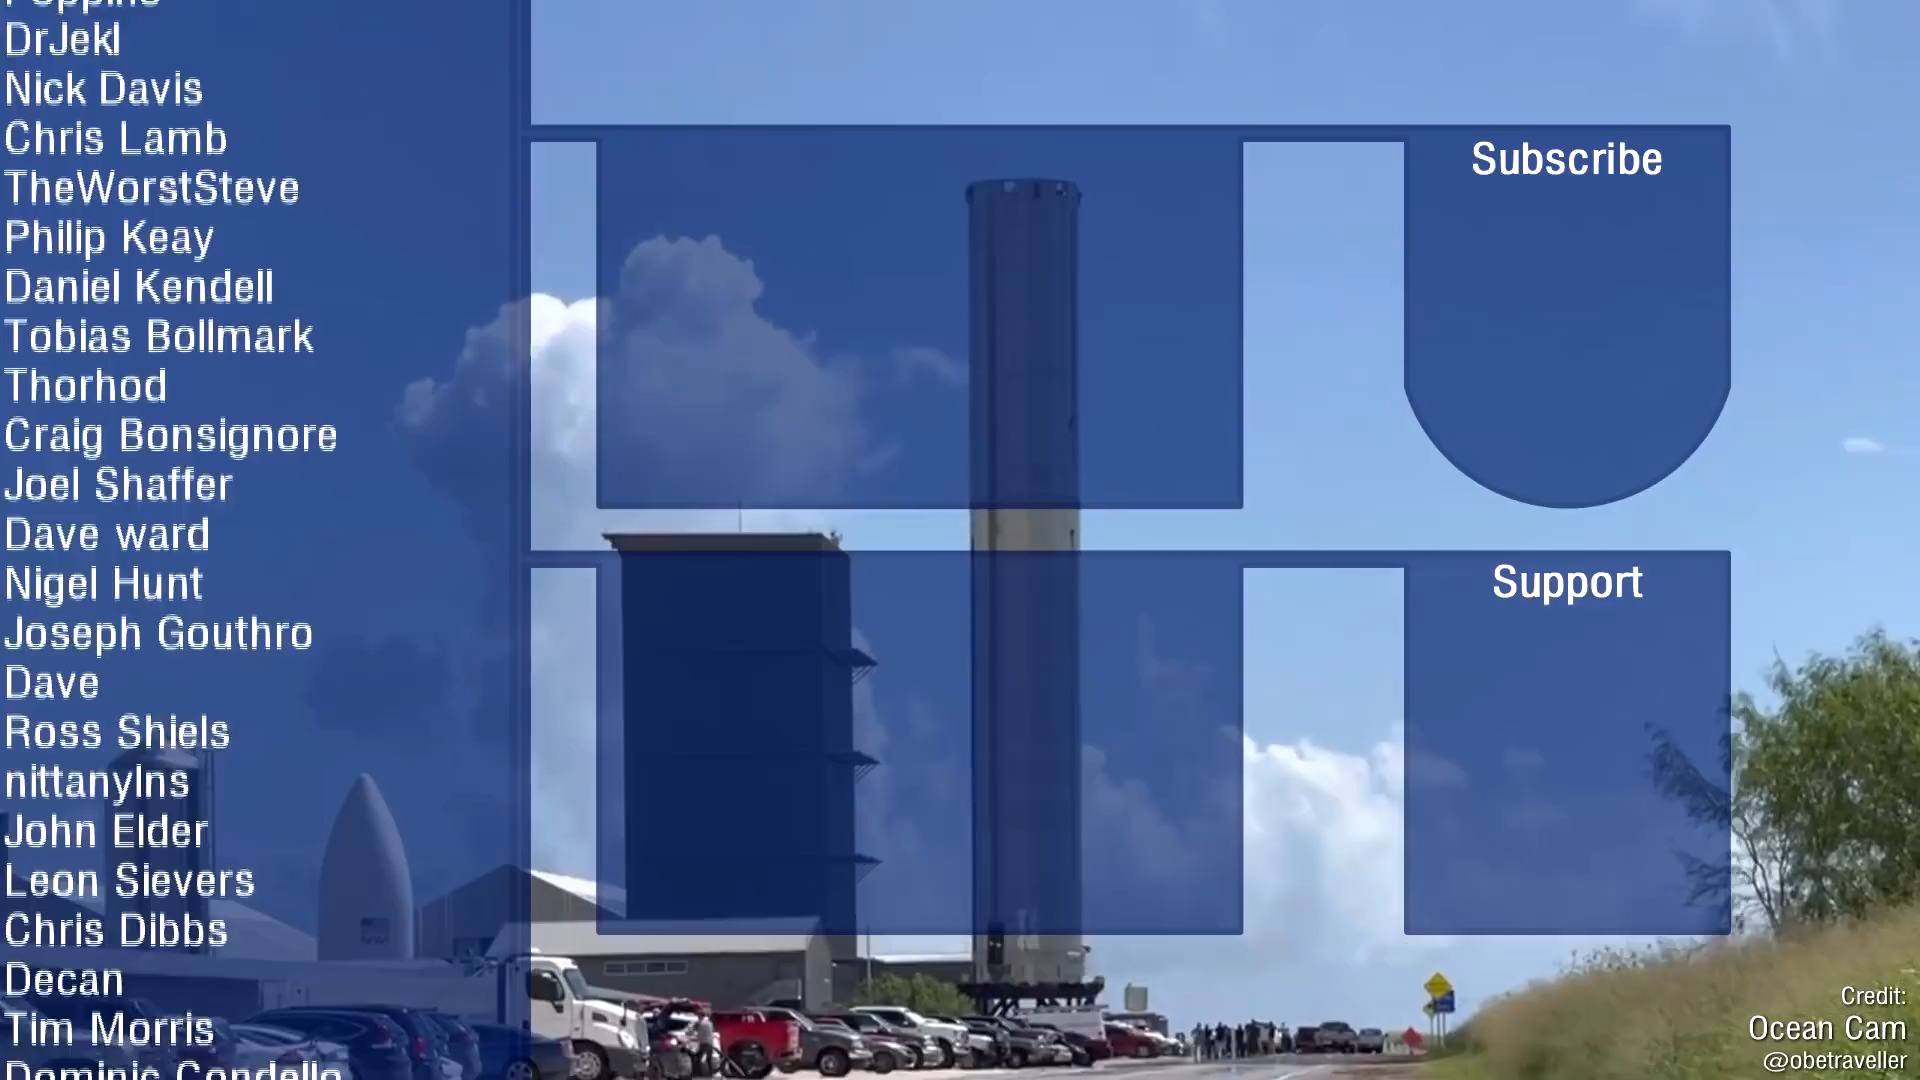 DrJekl
Nick Davis
Chris Lamb
TheWorstSteve
Philip Keay
Daniel Kendell
Tobias Bollmark
Thorhod
Craig Bonsignore
Joel Shaffer
Dave ward
Nigel Hunt
Joseph Gouthro
Dave
Ross Shiels
nittanylns
John Elder
Leon Sievers
Chris Dibbs
Decan
Tim Morris
Dominic Condello
Subscribe
Support
Credit:
Ocean Cam
@obetraveller